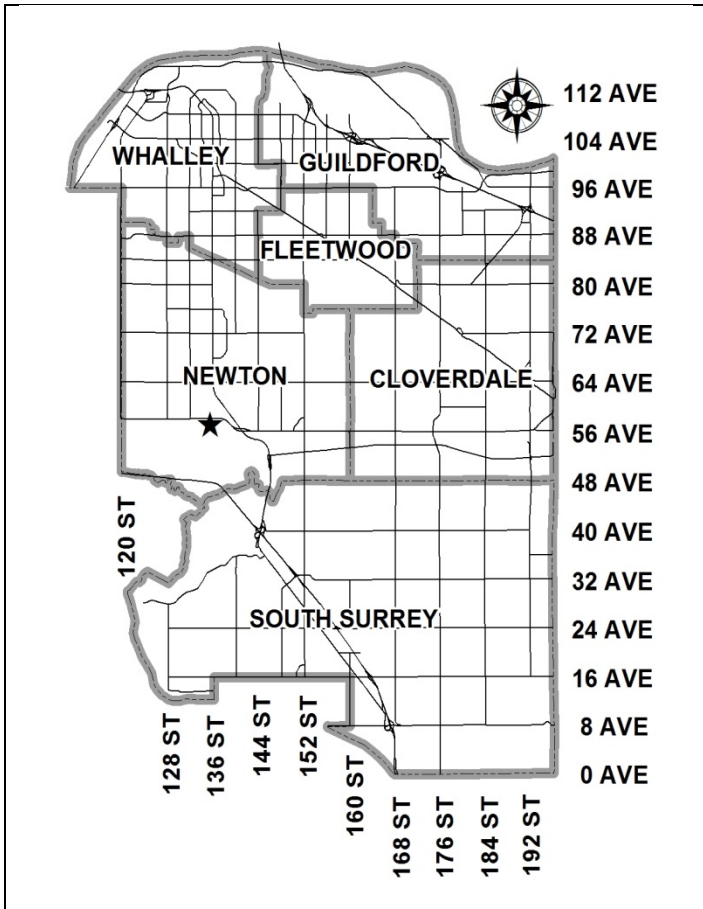 112 AVE
104 AVE
WHALLEY
GUILDFORD
96 AVE
88 AVE
FLEETWOOD
80 AVE
72 AVE
NEWTON
CLOVERDALE
64 AVE
56 AVE
48 AVE
120 ST
40 AVE
32 AVE
SOUTH SURREY
24 AVE
16 AVE
8 AVE
0 AVE
128 ST
136 ST
144 ST
152 ST
160 ST
168 ST
176 ST
184 ST
192 ST